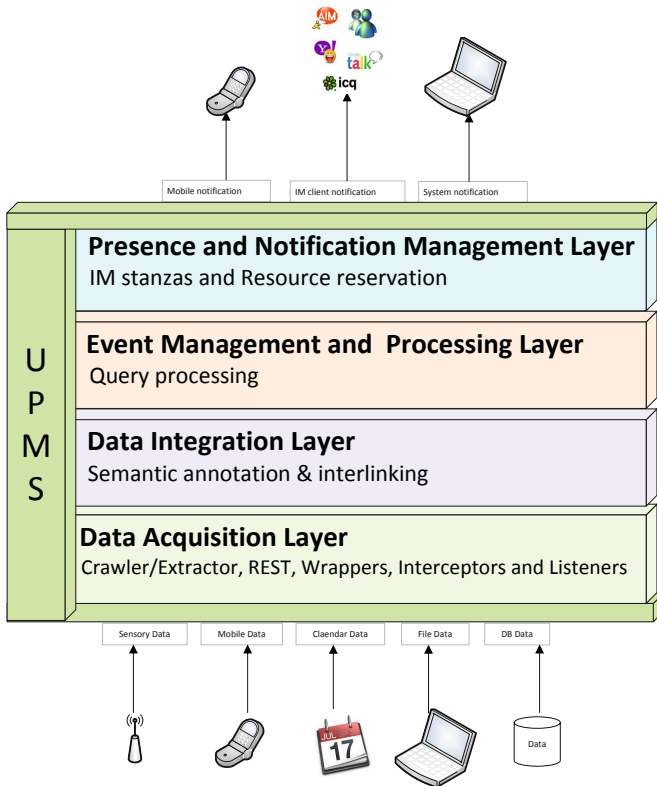 AIM
Y!
talk
icq
Mobile notification
IM client notification
System notification
UPMS
Presence and Notification Management Layer
IM stanzas and Resource reservation
Event Management and Processing Layer
Query processing
Data Integration Layer
Semantic annotation & interlinking
Data Acquisition Layer
Crawler/Extractor, REST, Wrappers, Interceptors and Listeners
Sensory Data
Mobile Data
Claendar Data
File Data
DB Data
JUL
17
Data